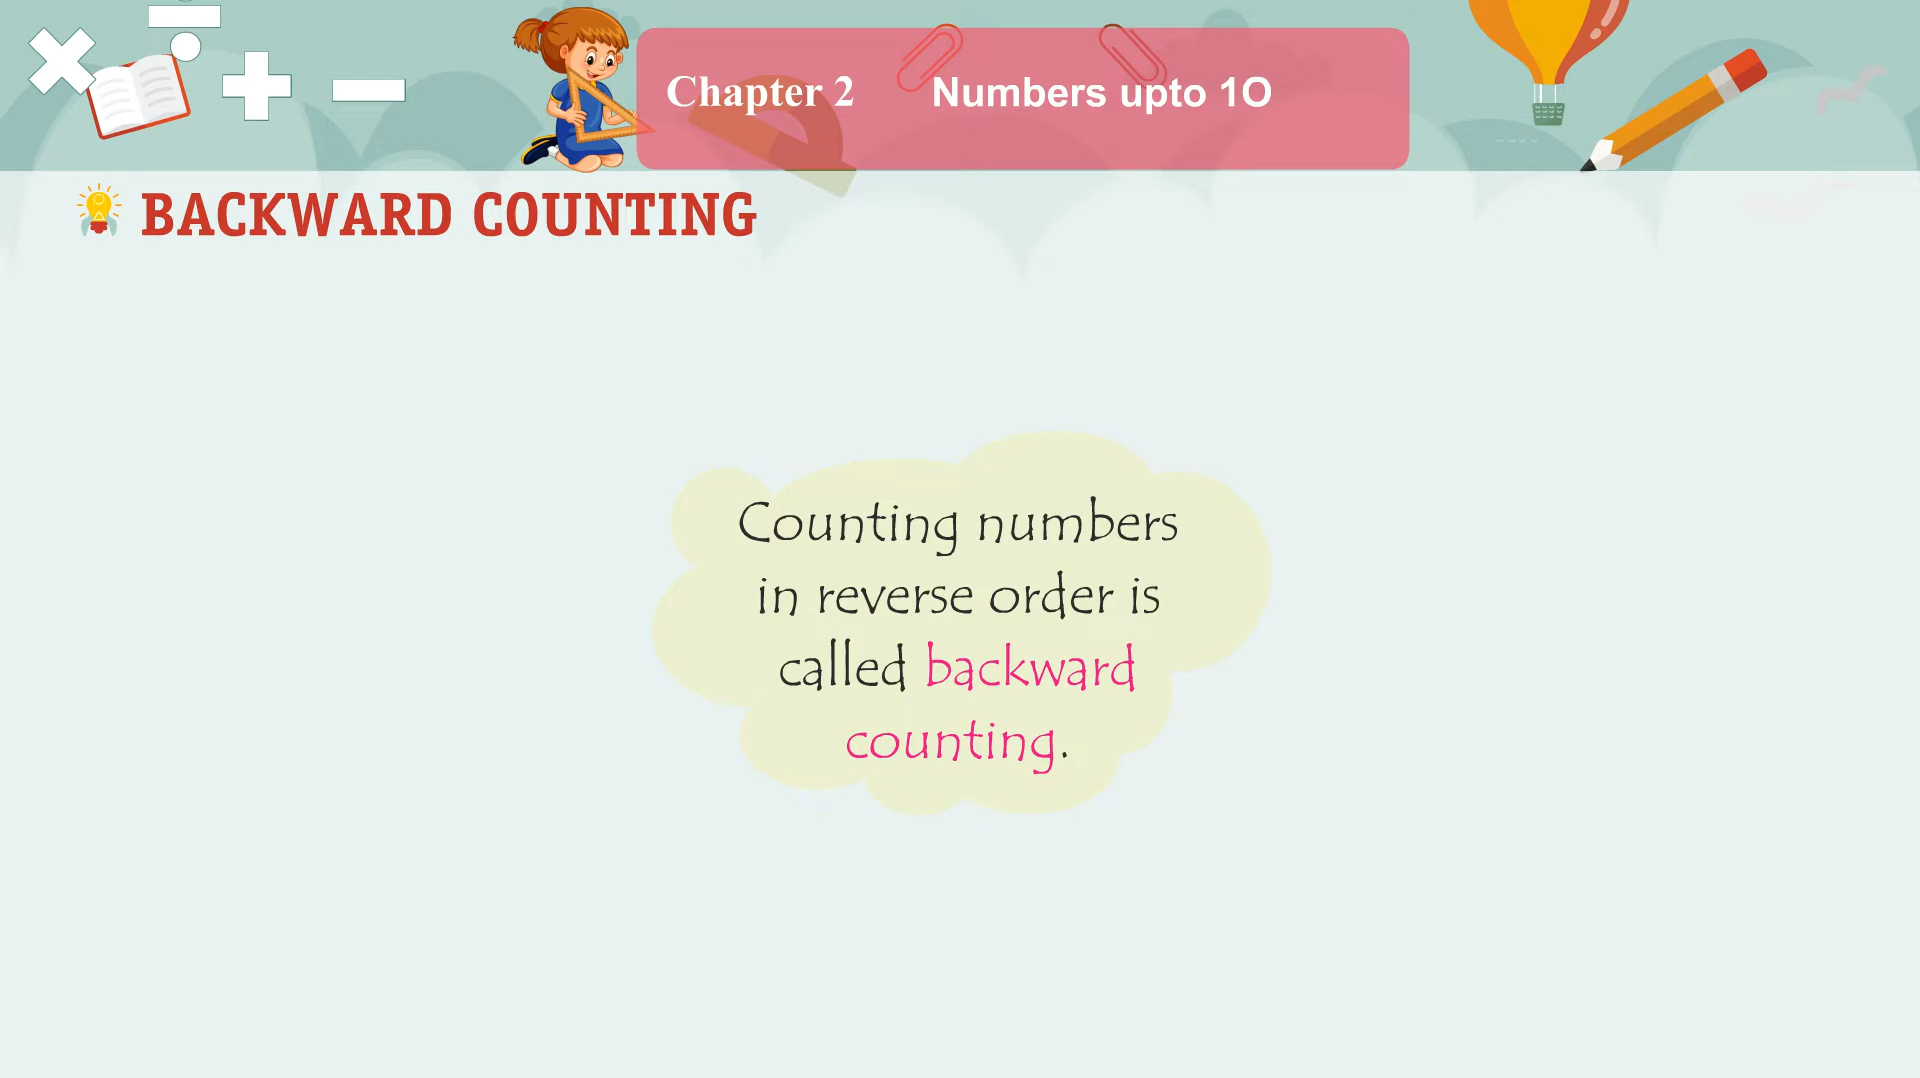 Chapter 2 Numbers upto 1O
BACKWARD COUNTING
Counting numbers
in reverse order is
called backward
counting.